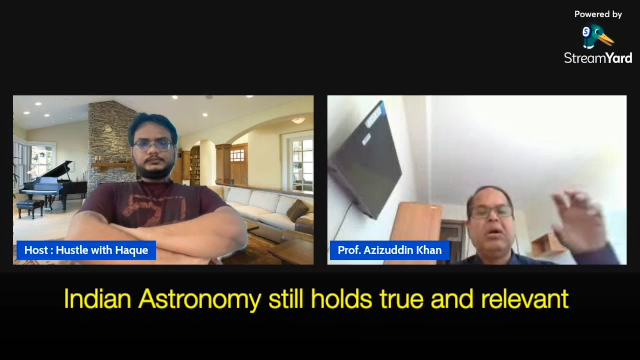 Powered by
StreamYard
Host : Hustle with Haque
Prof. Azizuddin Khan
Indian Astronomy still holds true and relevant